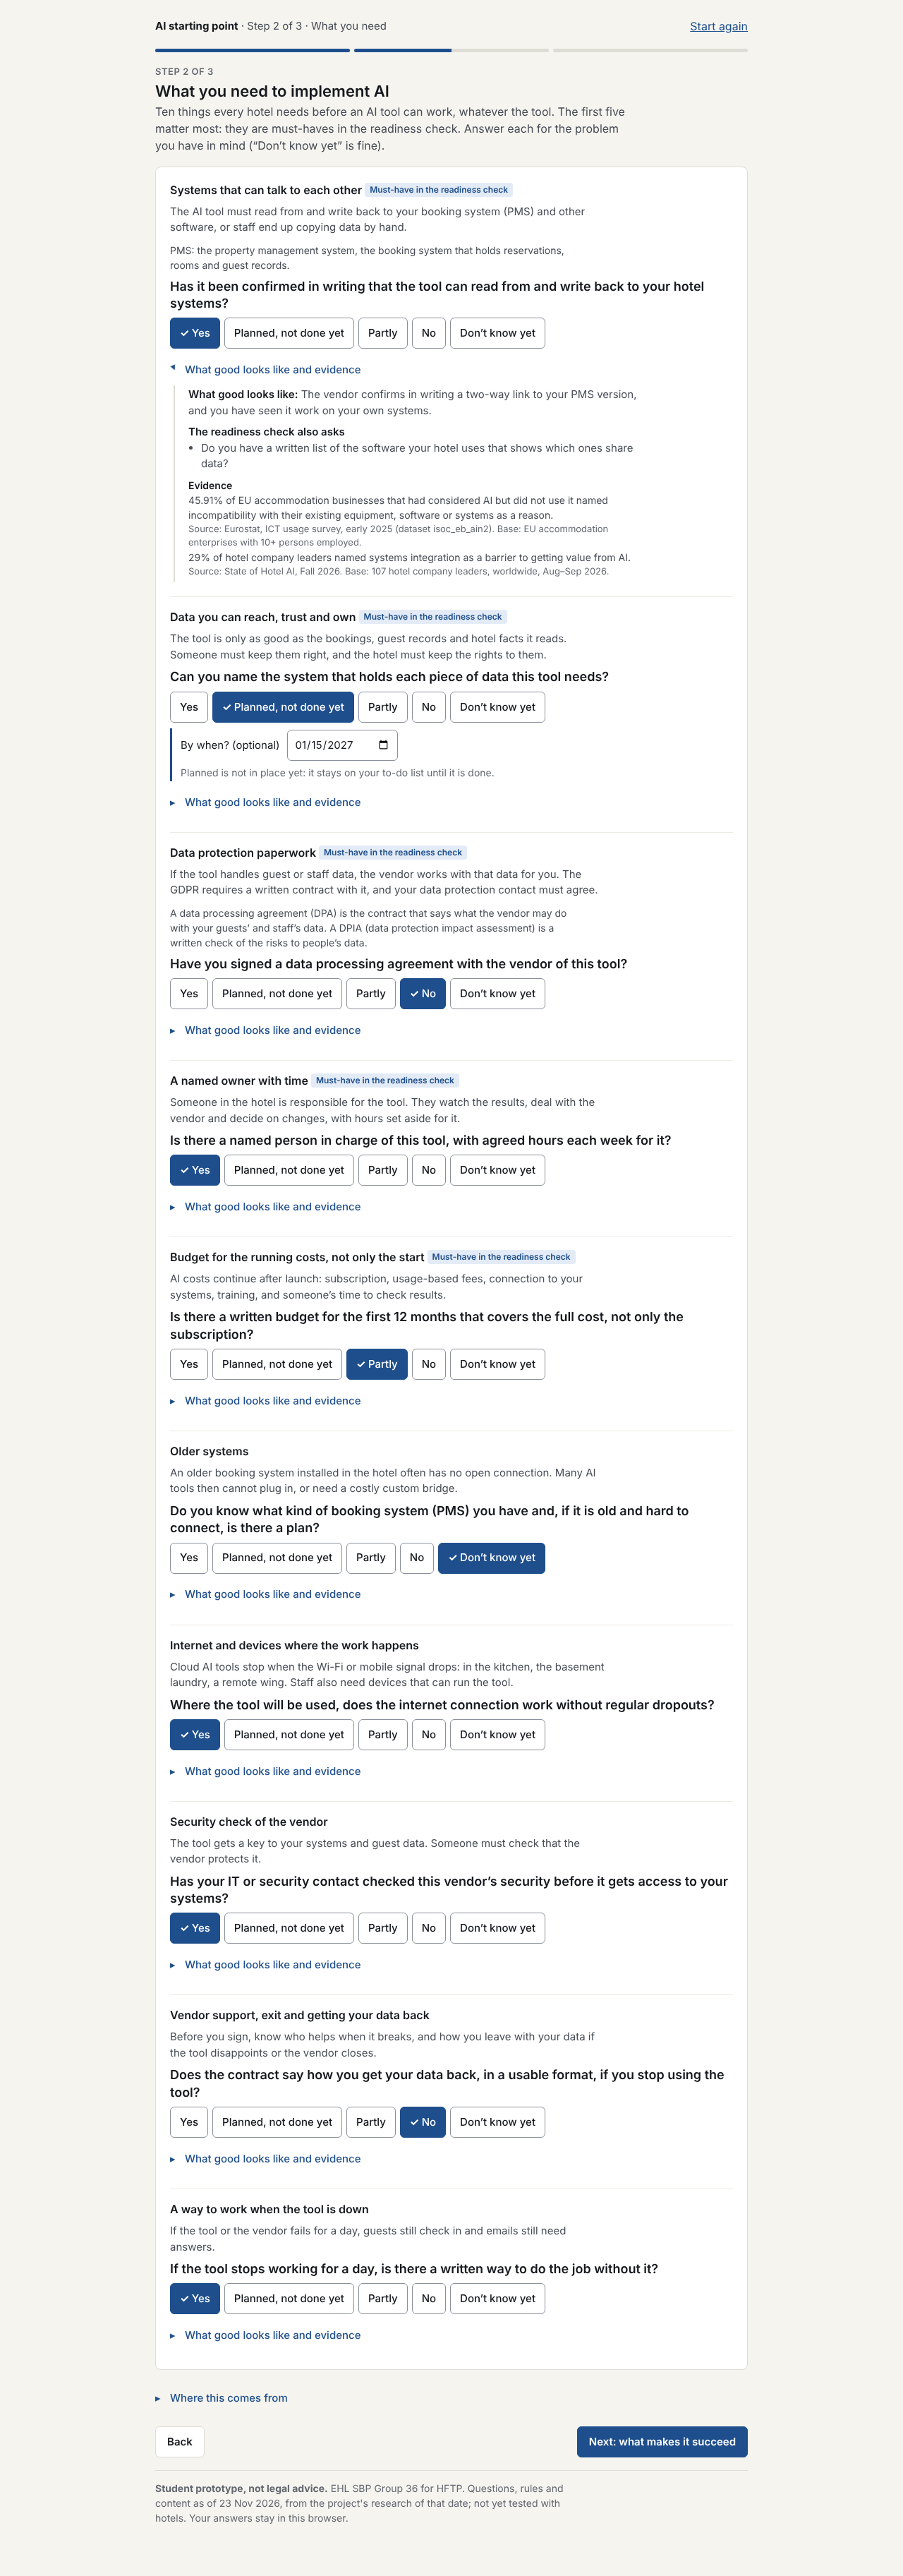 AI starting point · Step 2 of 3 · What you need
Start again
STEP 2 OF 3
What you need to implement AI
Ten things every hotel needs before an AI tool can work, whatever the tool. The first five
matter most: they are must-haves in the readiness check. Answer each for the problem
you have in mind (“Don’t know yet” is fine).
Systems that can talk to each other Must-have in the readiness check
The AI tool must read from and write back to your booking system (PMS) and other
software, or staff end up copying data by hand.
PMS: the property management system, the booking system that holds reservations,
rooms and guest records.
Has it been confirmed in writing that the tool can read from and write back to your hotel
systems?
✓ Yes Planned, not done yet Partly No Don’t know yet
What good looks like and evidence
What good looks like: The vendor confirms in writing a two-way link to your PMS version,
and you have seen it work on your own systems.
The readiness check also asks
• Do you have a written list of the software your hotel uses that shows which ones share
data?
Evidence
45.91% of EU accommodation businesses that had considered AI but did not use it named
incompatibility with their existing equipment, software or systems as a reason.
Source: Eurostat, ICT usage survey, early 2025 (dataset isoc_eb_ain2). Base: EU accommodation
enterprises with 10+ persons employed.
29% of hotel company leaders named systems integration as a barrier to getting value from AI.
Source: State of Hotel AI, Fall 2026. Base: 107 hotel company leaders, worldwide, Aug–Sep 2026.
Data you can reach, trust and own Must-have in the readiness check
The tool is only as good as the bookings, guest records and hotel facts it reads.
Someone must keep them right, and the hotel must keep the rights to them.
Can you name the system that holds each piece of data this tool needs?
Yes ✓ Planned, not done yet Partly No Don’t know yet
By when? (optional) 01/15/2027
Planned is not in place yet: it stays on your to-do list until it is done.
What good looks like and evidence
Data protection paperwork Must-have in the readiness check
If the tool handles guest or staff data, the vendor works with that data for you. The
GDPR requires a written contract with it, and your data protection contact must agree.
A data processing agreement (DPA) is the contract that says what the vendor may do
with your guests’ and staff’s data. A DPIA (data protection impact assessment) is a
written check of the risks to people’s data.
Have you signed a data processing agreement with the vendor of this tool?
Yes Planned, not done yet Partly ✓ No Don’t know yet
What good looks like and evidence
A named owner with time Must-have in the readiness check
Someone in the hotel is responsible for the tool. They watch the results, deal with the
vendor and decide on changes, with hours set aside for it.
Is there a named person in charge of this tool, with agreed hours each week for it?
✓ Yes Planned, not done yet Partly No Don’t know yet
What good looks like and evidence
Budget for the running costs, not only the start Must-have in the readiness check
AI costs continue after launch: subscription, usage-based fees, connection to your
systems, training, and someone’s time to check results.
Is there a written budget for the first 12 months that covers the full cost, not only the
subscription?
Yes Planned, not done yet ✓ Partly No Don’t know yet
What good looks like and evidence
Older systems
An older booking system installed in the hotel often has no open connection. Many AI
tools then cannot plug in, or need a costly custom bridge.
Do you know what kind of booking system (PMS) you have and, if it is old and hard to
connect, is there a plan?
Yes Planned, not done yet Partly No ✓ Don’t know yet
What good looks like and evidence
Internet and devices where the work happens
Cloud AI tools stop when the Wi-Fi or mobile signal drops: in the kitchen, the basement
laundry, a remote wing. Staff also need devices that can run the tool.
Where the tool will be used, does the internet connection work without regular dropouts?
✓ Yes Planned, not done yet Partly No Don’t know yet
What good looks like and evidence
Security check of the vendor
The tool gets a key to your systems and guest data. Someone must check that the
vendor protects it.
Has your IT or security contact checked this vendor’s security before it gets access to your
systems?
✓ Yes Planned, not done yet Partly No Don’t know yet
What good looks like and evidence
Vendor support, exit and getting your data back
Before you sign, know who helps when it breaks, and how you leave with your data if
the tool disappoints or the vendor closes.
Does the contract say how you get your data back, in a usable format, if you stop using the
tool?
Yes Planned, not done yet Partly ✓ No Don’t know yet
What good looks like and evidence
A way to work when the tool is down
If the tool or the vendor fails for a day, guests still check in and emails still need
answers.
If the tool stops working for a day, is there a written way to do the job without it?
✓ Yes Planned, not done yet Partly No Don’t know yet
What good looks like and evidence
Where this comes from
Back
Next: what makes it succeed
Student prototype, not legal advice. EHL SBP Group 36 for HFTP. Questions, rules and
content as of 23 Nov 2026, from the project's research of that date; not yet tested with
hotels. Your answers stay in this browser.